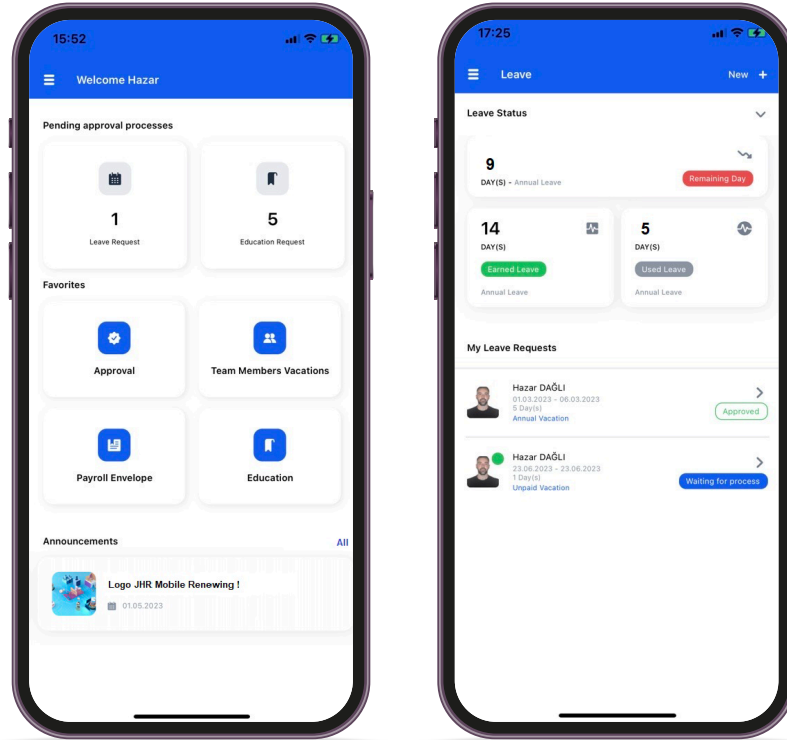 15:52
Welcome Hazar
Pending approval processes
1
Leave Request
5
Education Request
Favorites
Approval
Team Members Vacations
Payroll Envelope
Education
Announcements
All
Logo JHR Mobile Renewing !
01.05.2023
17:25
Leave
New +
Leave Status
9
DAY(S) - Annual Leave
Remaining Day
14
DAY(S)
Earned Leave
Annual Leave
5
DAY(S)
Used Leave
Annual Leave
My Leave Requests
Hazar DAĞLI
01.03.2023 - 06.03.2023
5 Day(s)
Annual Vacation
Approved
Hazar DAĞLI
23.06.2023 - 23.06.2023
1 Day(s)
Unpaid Vacation
Waiting for process